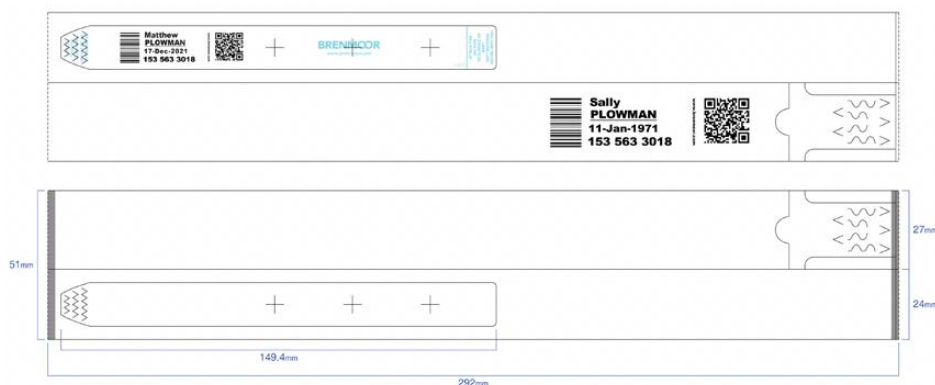 Matthew
PLOWMAN
17-Dec-2021
153 563 3018
BRENMOOR
Sally
PLOWMAN
11-Jan-1971
153 563 3018
51mm
27mm
24mm
149.4mm
292mm